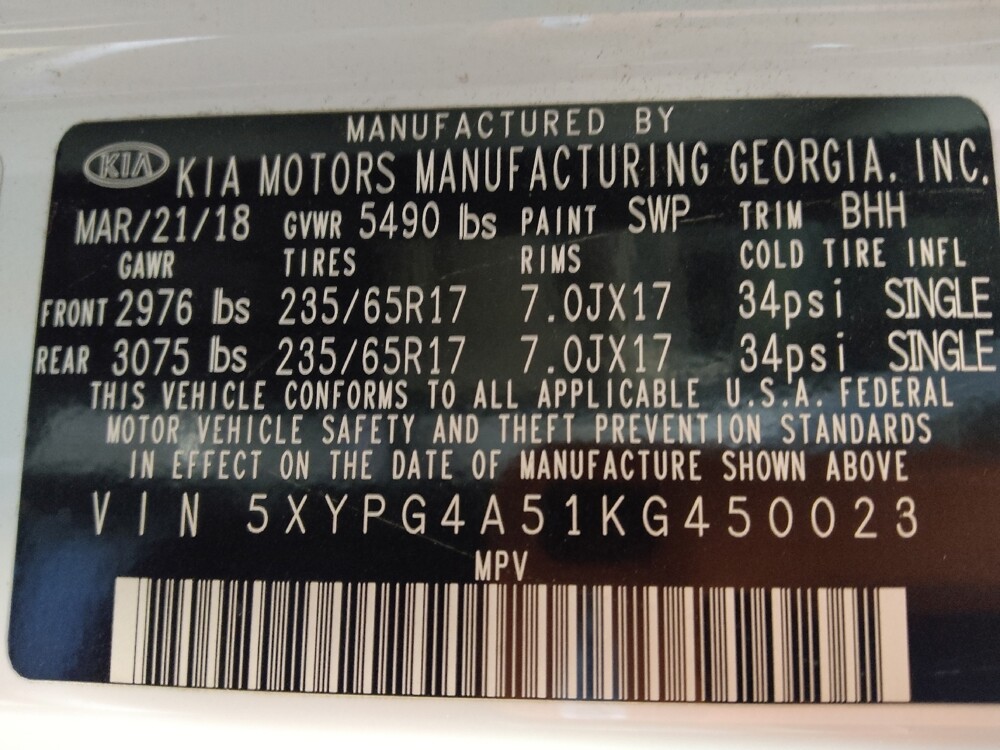 MANUFACTURED BY
KIA KIA MOTORS MANUFACTURING GEORGIA, INC.
MAR/21/18 GVWR 5490 lbs PAINT SWP TRIM BHH
GAWR TIRES RIMS COLD TIRE INFL
FRONT 2976 lbs 235/65R17 7.0JX17 34psi SINGLE
REAR 3075 lbs 235/65R17 7.0JX17 34psi SINGLE
THIS VEHICLE CONFORMS TO ALL APPLICABLE U.S.A. FEDERAL
MOTOR VEHICLE SAFETY AND THEFT PREVENTION STANDARDS
IN EFFECT ON THE DATE OF MANUFACTURE SHOWN ABOVE
VIN 5XYPG4A51KG450023
MPV